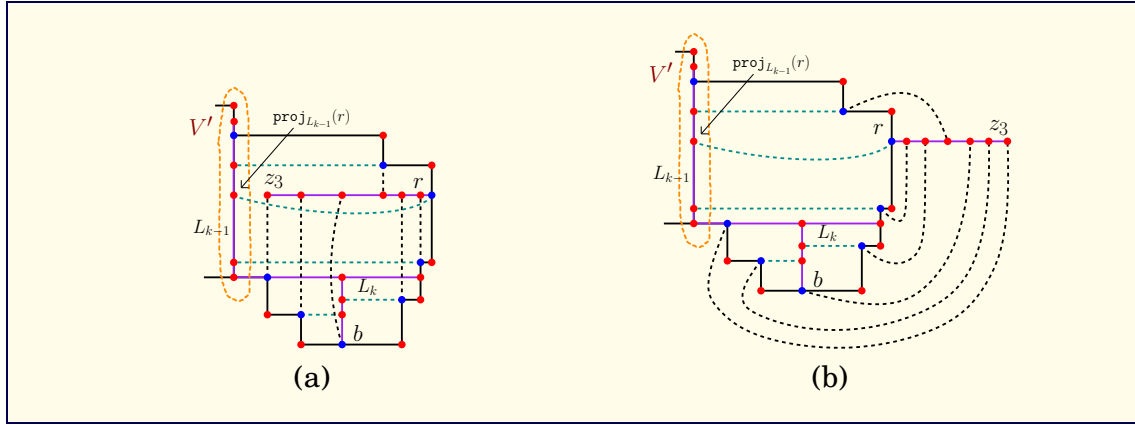 V′
proj_{L_{k−1}}(r)
z_3
r
L_{k−1}
L_k
b
(a)
V′
proj_{L_{k−1}}(r)
r
z_3
L_{k−1}
L_k
b
(b)